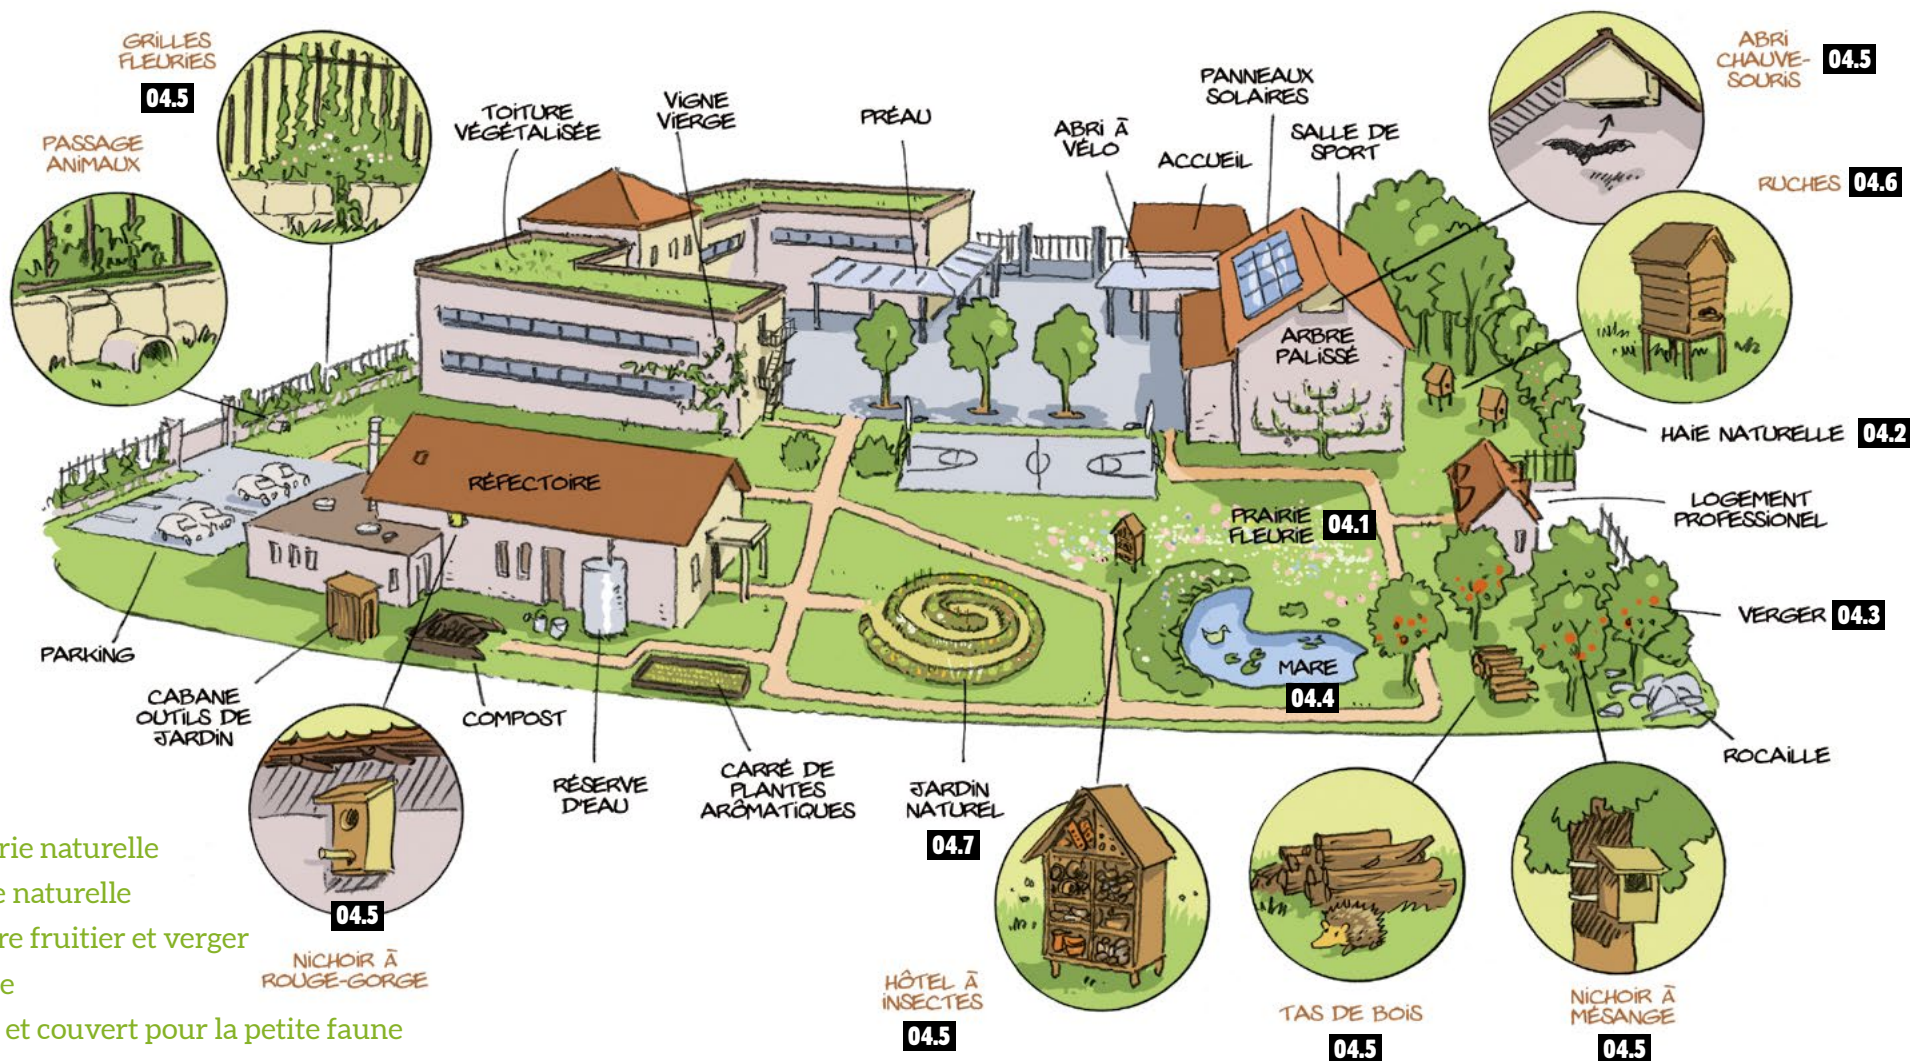 GRILLES
FLEURIES
04.5
PASSAGE
ANIMAUX
TOITURE
VÉGÉTALISÉE
VIGNE
VIERGE
PRÉAU
ABRI À
VÉLO
ACCUEIL
PANNEAUX
SOLAIRES
SALLE DE
SPORT
ABRI
CHAUVE-
SOURIS
04.5
RUCHES 04.6
ARBRE
PALISSÉ
HAIE NATURELLE 04.2
LOGEMENT
PROFESSIONEL
RÉFECTOIRE
PRAIRIE
FLEURIE
04.1
VERGER 04.3
MARE
04.4
PARKING
CABANE
OUTILS DE
JARDIN
COMPOST
RÉSERVE
D'EAU
CARRÉ DE
PLANTES
ARÔMATIQUES
JARDIN
NATUREL
04.7
ROCAILLE
04.5
NICHOIR À
ROUGE-GORGE
HÔTEL À
INSECTES
04.5
TAS DE BOIS
04.5
NICHOIR À
MÉSANGE
04.5
rie naturelle
e naturelle
re fruitier et verger
e
et couvert pour la petite faune